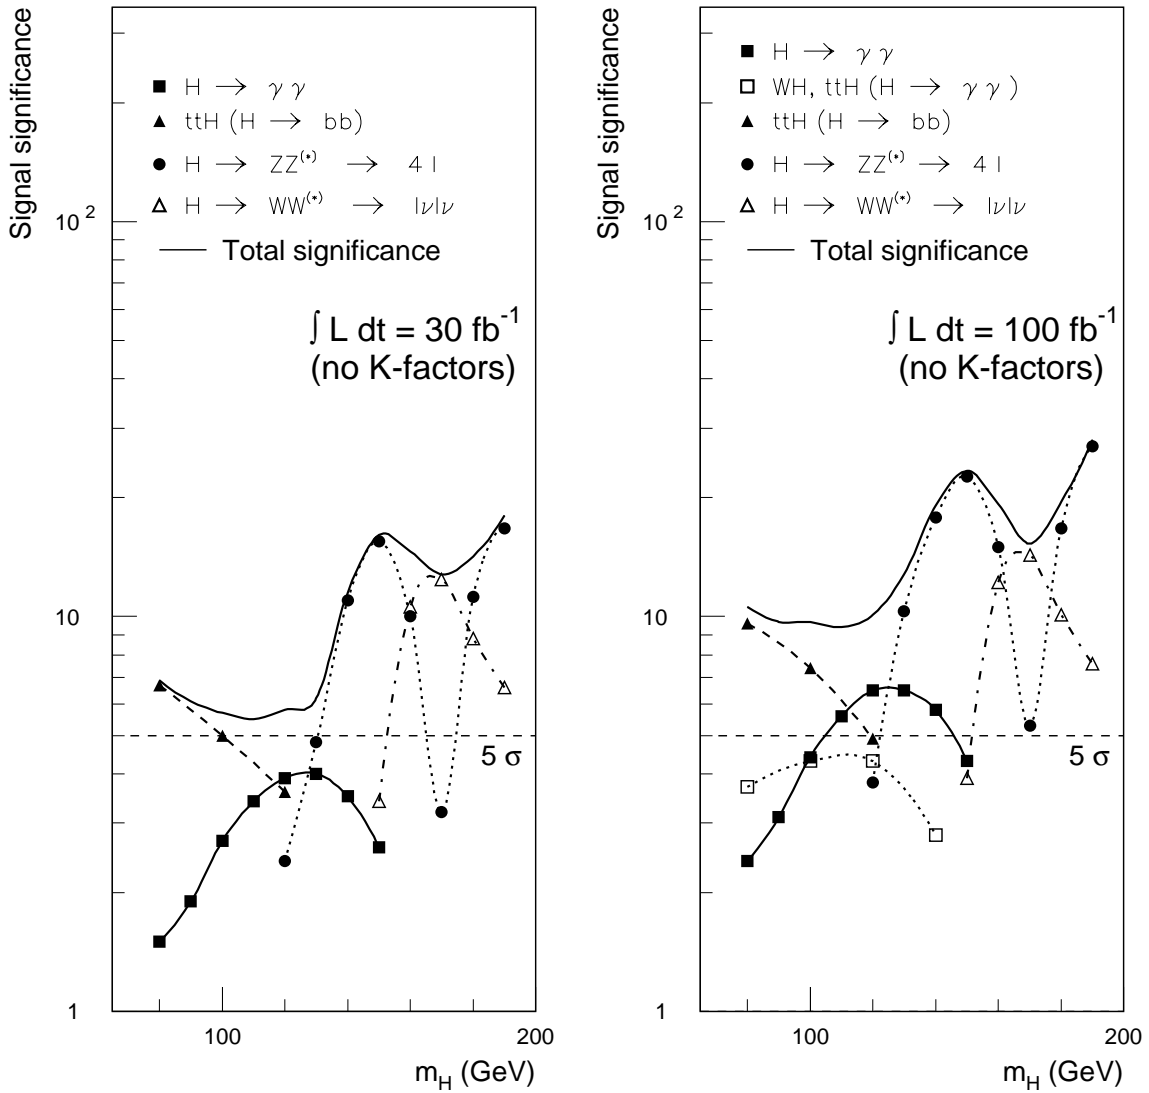 Signal significance
H → γ γ
ttH (H → bb)
H → ZZ(*) → 4 l
H → WW(*) → lνlν
Total significance
∫ L dt = 30 fb-1
(no K-factors)
10 2
10
1
5 σ
100 200
mH (GeV)
Signal significance
H → γ γ
WH, ttH (H → γ γ )
ttH (H → bb)
H → ZZ(*) → 4 l
H → WW(*) → lνlν
Total significance
∫ L dt = 100 fb-1
(no K-factors)
10 2
10
1
5 σ
100 200
mH (GeV)